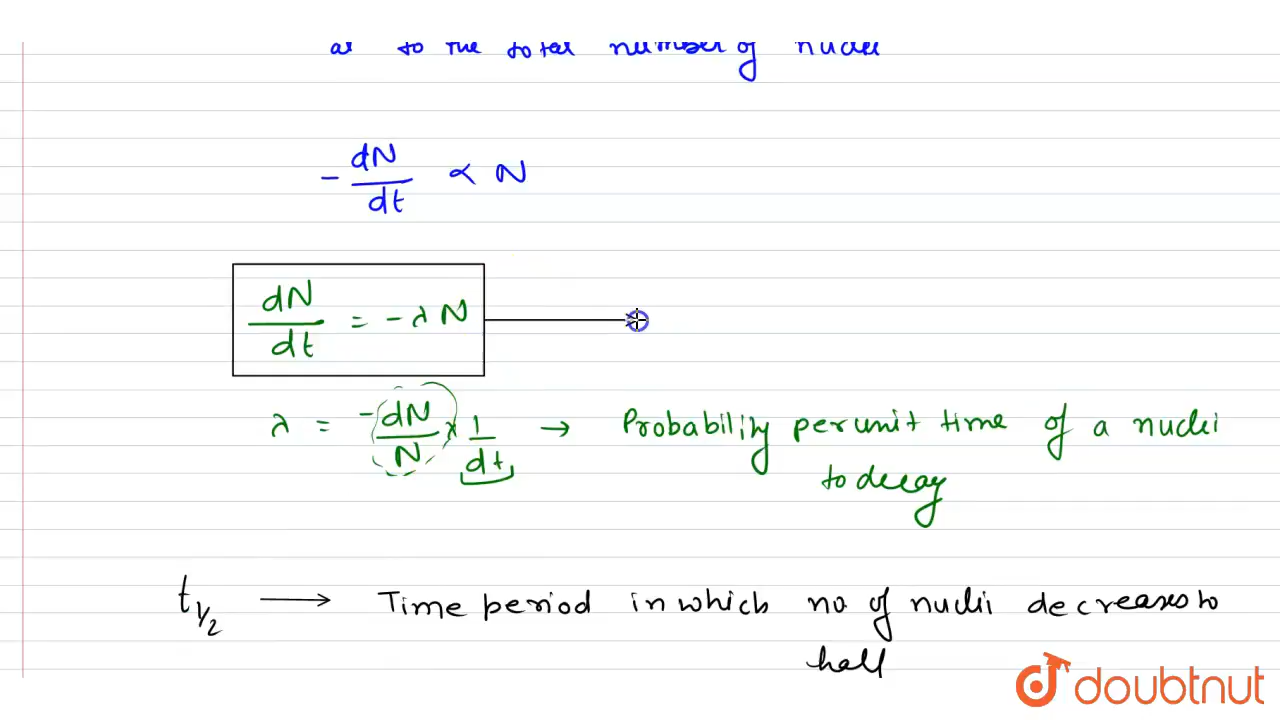 at to the total number of nuclei
- dN/dt ∝ N
dN/dt = - λ N
λ = - dN/N × 1/dt → Probability per unit time of a nuclei
to decay
t1/2 → Time period in which no of nuclei decreases to
half
doubtnut